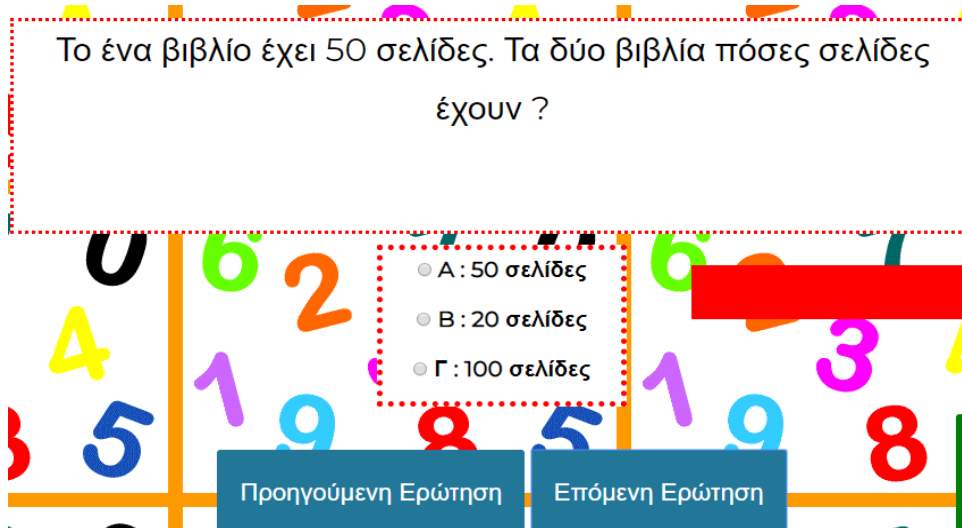 Το ένα βιβλίο έχει 50 σελίδες. Τα δύο βιβλία πόσες σελίδες
έχουν ?
Α : 50 σελίδες
Β : 20 σελίδες
Γ : 100 σελίδες
Προηγούμενη Ερώτηση
Επόμενη Ερώτηση